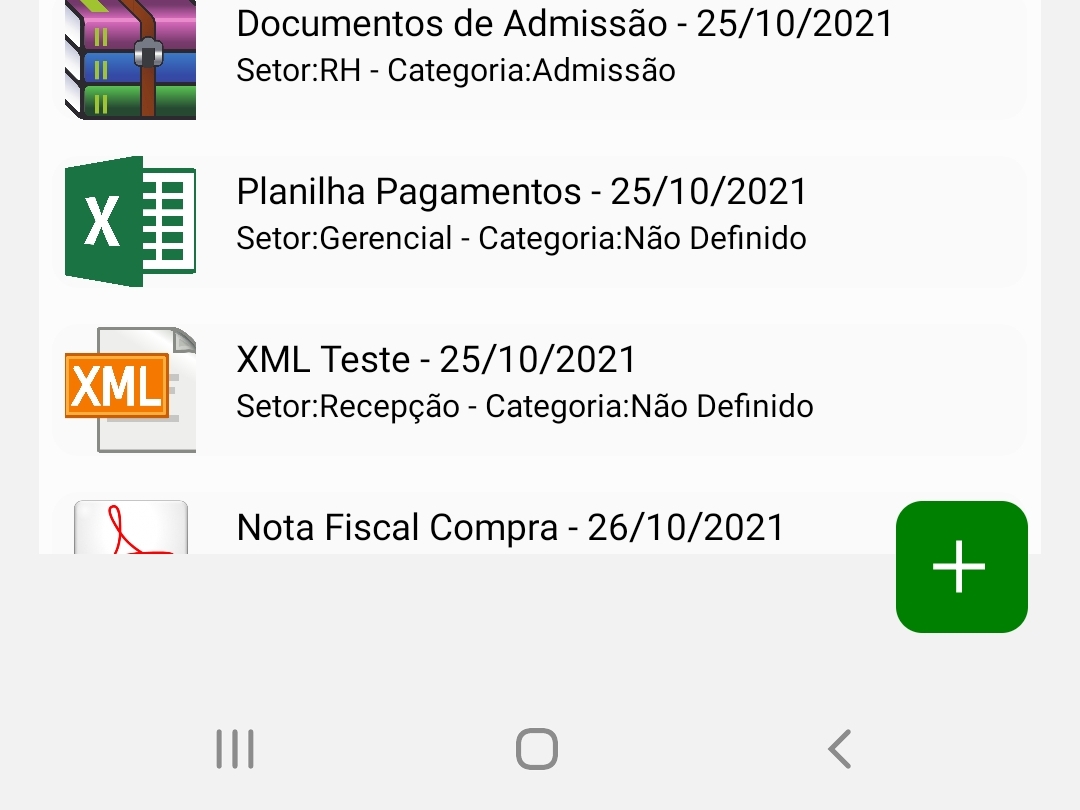 Documentos de Admissão - 25/10/2021
Setor:RH - Categoria:Admissão
X
Planilha Pagamentos - 25/10/2021
Setor:Gerencial - Categoria:Não Definido
XML
XML Teste - 25/10/2021
Setor:Recepção - Categoria:Não Definido
Nota Fiscal Compra - 26/10/2021